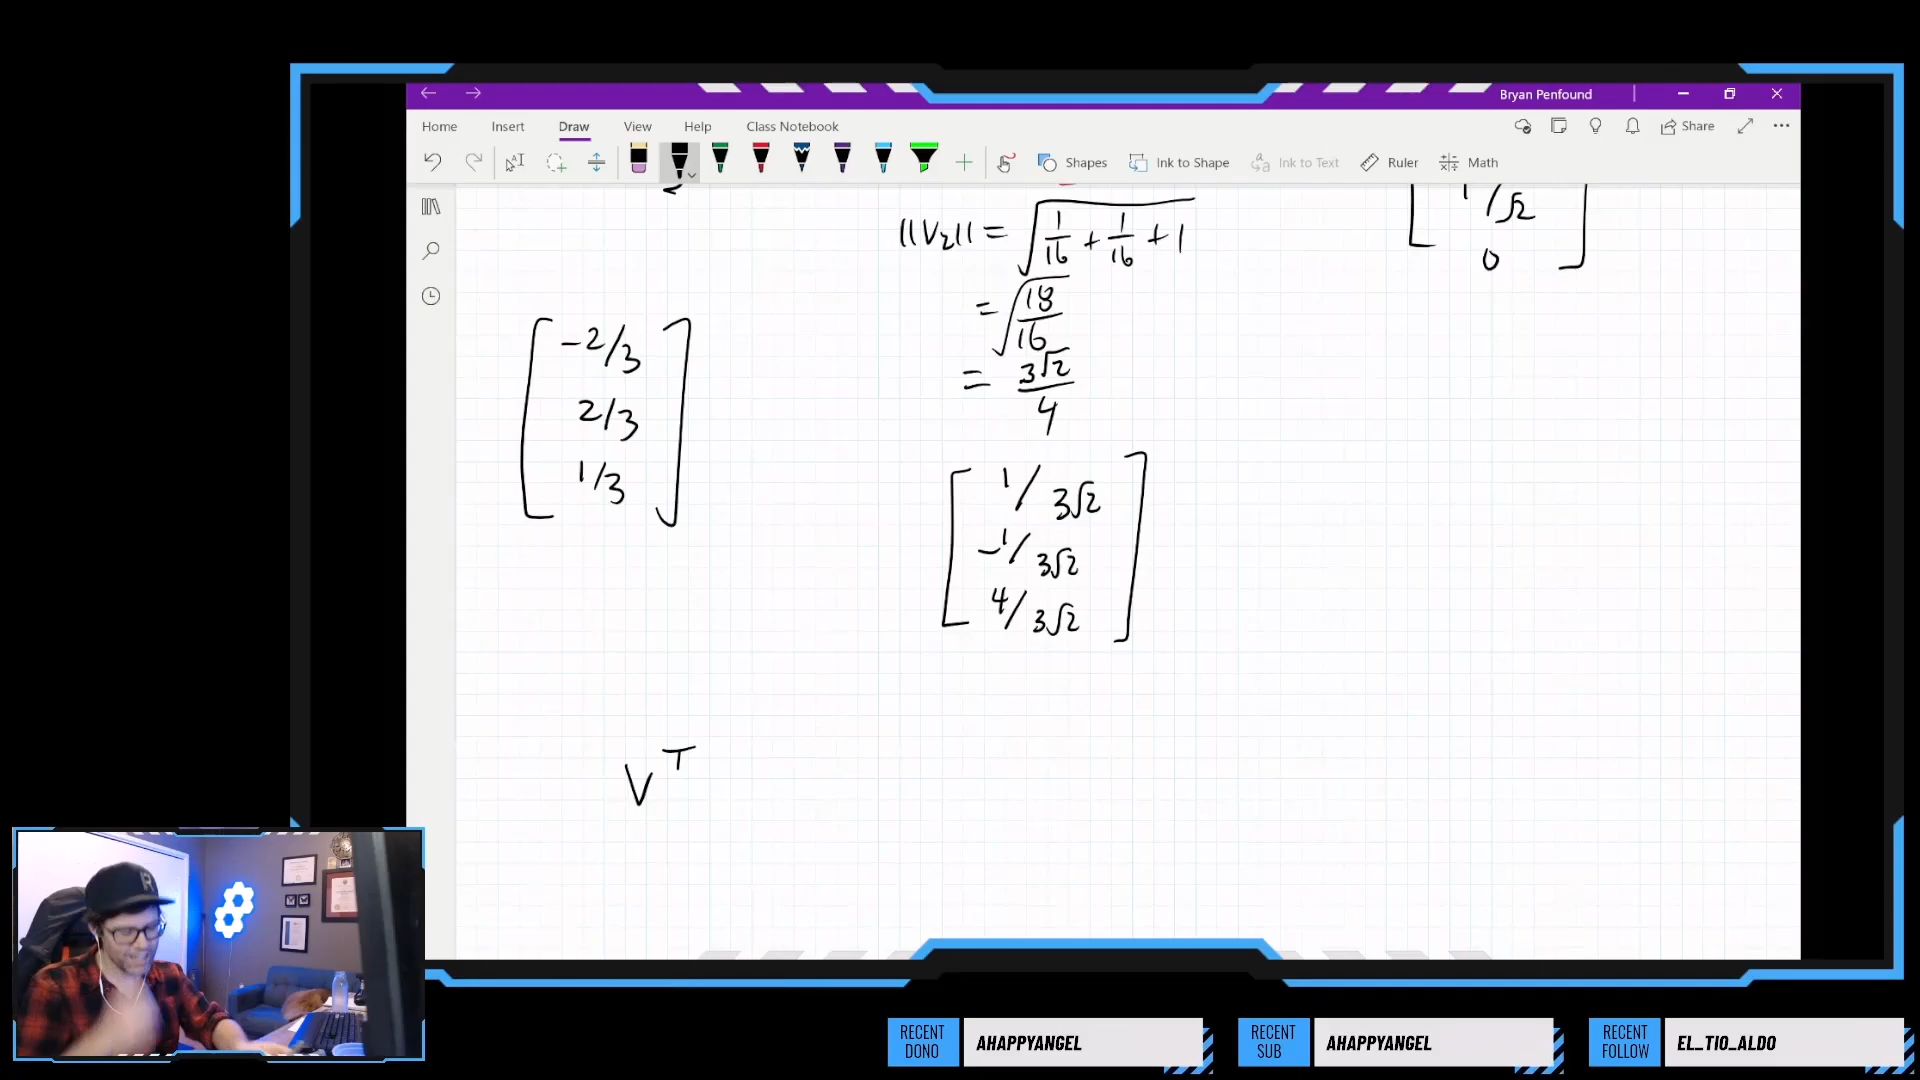 Bryan Penfound
Home Insert Draw View Help Class Notebook
Share
Shapes Ink to Shape Ink to Text Ruler Math
||V₂|| = √(1/16 + 1/16 + 1)
= √(18/16)
= 3√2/4
1/√2
0
-2/3
2/3
1/3
1/3√2
-1/3√2
4/3√2
V^T
RECENT DONO AHAPPYANGEL
RECENT SUB AHAPPYANGEL
RECENT FOLLOW EL_TIO_ALDO